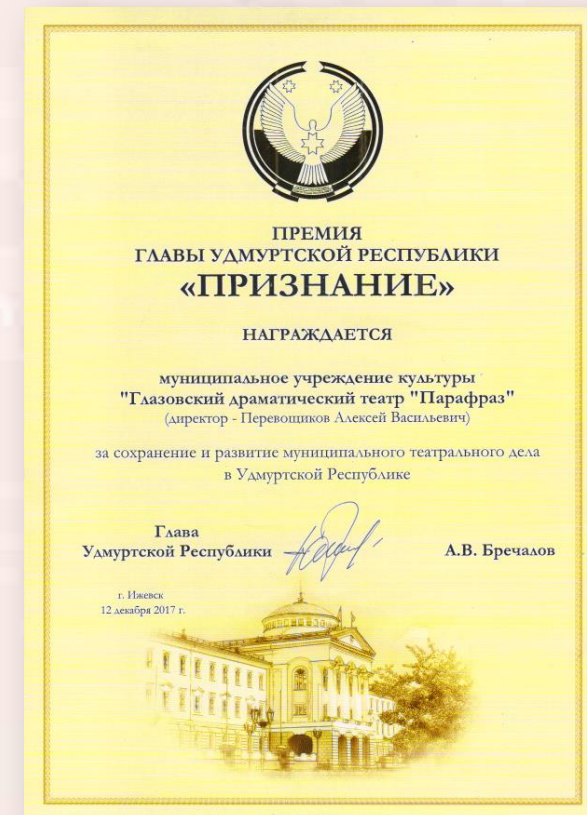 ПРЕМИЯ
ГЛАВЫ УДМУРТСКОЙ РЕСПУБЛИКИ
«ПРИЗНАНИЕ»
НАГРАЖДАЕТСЯ
муниципальное учреждение культуры
"Глазовский драматический театр "Парафраз"
(директор - Перевощиков Алексей Васильевич)
за сохранение и развитие муниципального театрального дела
в Удмуртской Республике
Глава
Удмуртской Республики
А.В. Бречалов
г. Ижевск
12 декабря 2017 г.